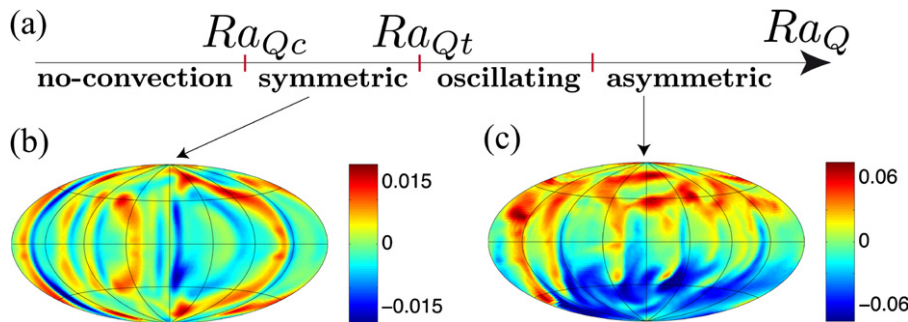 (a)
Ra_Qc Ra_Qt Ra_Q
no-convection symmetric oscillating asymmetric
(b) (c)
0.015 0.06
0 0
−0.015 −0.06